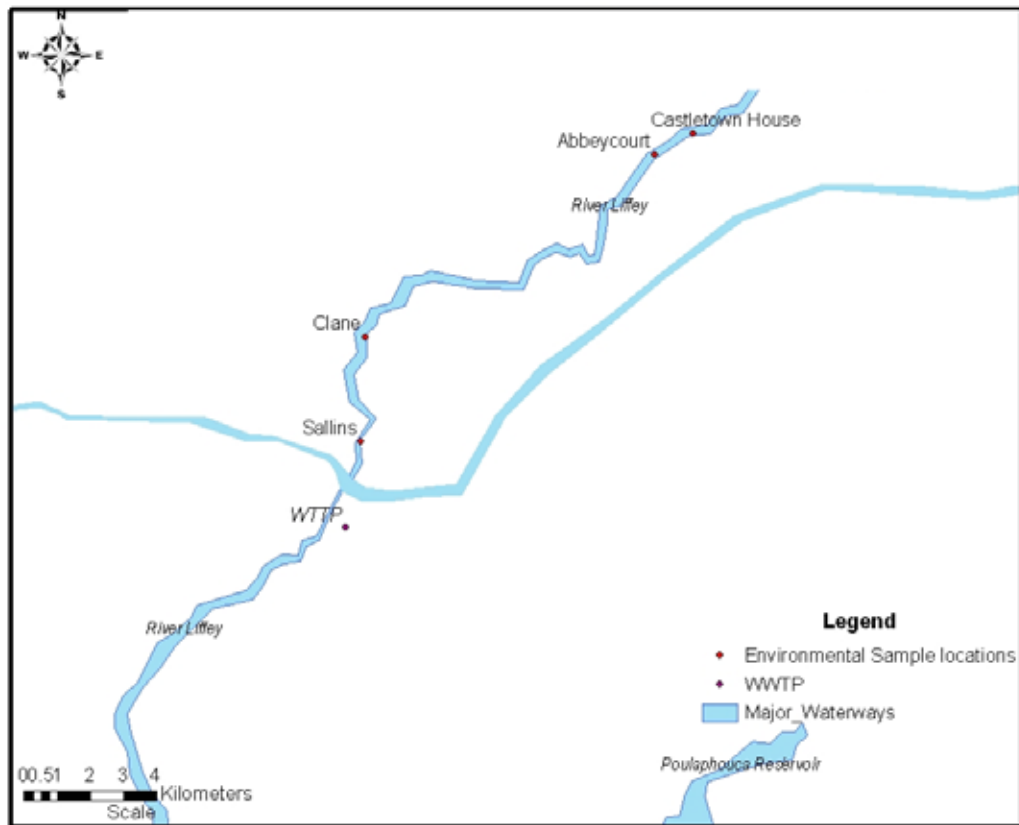 N
W E
S
Castletown House
Abbeycourt
River Liffey
Clane
Sallins
WTTP
River Liffey
Legend
Environmental Sample locations
WWTP
Major_Waterways
Poulaphouca Reservoir
00.51 2 3 4
Kilometers
Scale